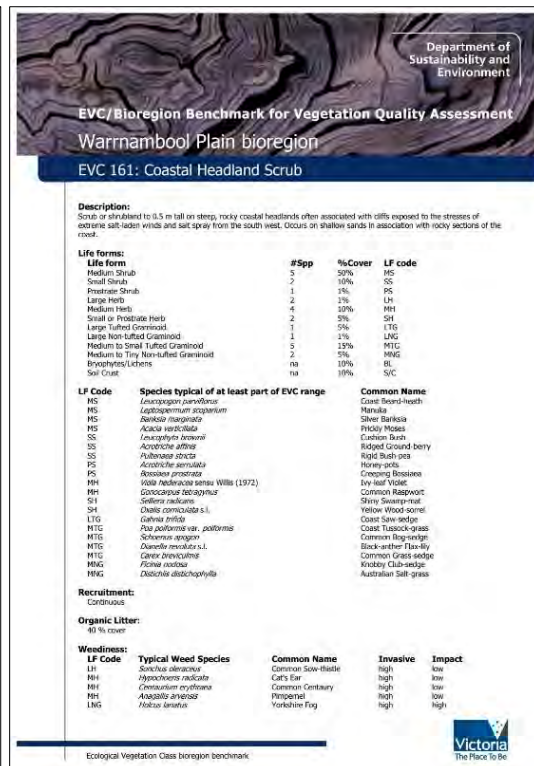 Department of
Sustainability and
Environment
EVC/Bioregion Benchmark for Vegetation Quality Assessment
Warrnambool Plain bioregion
EVC 161: Coastal Headland Scrub
Description:
Scrub or shrubland to 0.5 m tall on steep, rocky coastal headlands often associated with cliffs exposed to the stresses of
extreme salt-laden winds and salt spray from the south west. Occurs on shallow sands in association with rocky sections of the
coast.
Life forms:
Life form #Spp %Cover LF code
Medium Shrub 5 50% MS
Small Shrub 2 10% SS
Prostrate Shrub 1 1% PS
Large Herb 2 1% LH
Medium Herb 4 10% MH
Small or Prostrate Herb 2 5% SH
Large Tufted Graminoid 1 5% LTG
Large Non-tufted Graminoid 1 1% LNG
Medium to Small Tufted Graminoid 5 15% MTG
Medium to Tiny Non-tufted Graminoid 2 5% MNG
Bryophytes/Lichens na 10% BL
Soil Crust na 10% S/C
LF Code Species typical of at least part of EVC range Common Name
MS Leucopogon parviflorus Coast Beard-heath
MS Leptospermum scoparium Manuka
MS Banksia marginata Silver Banksia
MS Acacia verticillata Prickly Moses
SS Leucophyta brownii Cushion Bush
SS Acrotriche affinis Ridged Ground-berry
SS Pultenaea stricta Rigid Bush-pea
PS Acrotriche serrulata Honey-pots
PS Bossiaea prostrata Creeping Bossiaea
MH Viola hederacea sensu Willis (1972) Ivy-leaf Violet
MH Gonocarpus tetragynus Common Raspwort
SH Selliera radicans Shiny Swamp-mat
SH Oxalis corniculata s.l. Yellow Wood-sorrel
LTG Gahnia trifida Coast Saw-sedge
MTG Poa poiformis var. poiformis Coast Tussock-grass
MTG Schoenus apogon Common Bog-sedge
MTG Dianella revoluta s.l. Black-anther Flax-lily
MTG Carex breviculmis Common Grass-sedge
MNG Ficinia nodosa Knobby Club-sedge
MNG Distichlis distichophylla Australian Salt-grass
Recruitment:
Continuous
Organic Litter:
40 % cover
Weediness:
LF Code Typical Weed Species Common Name Invasive Impact
LH Sonchus oleraceus Common Sow-thistle high low
MH Hypochoeris radicata Cat's Ear high low
MH Centaurium erythraea Common Centaury high low
MH Anagallis arvensis Pimpernel high low
LNG Holcus lanatus Yorkshire Fog high high
Ecological Vegetation Class bioregion benchmark
Victoria
The Place To Be